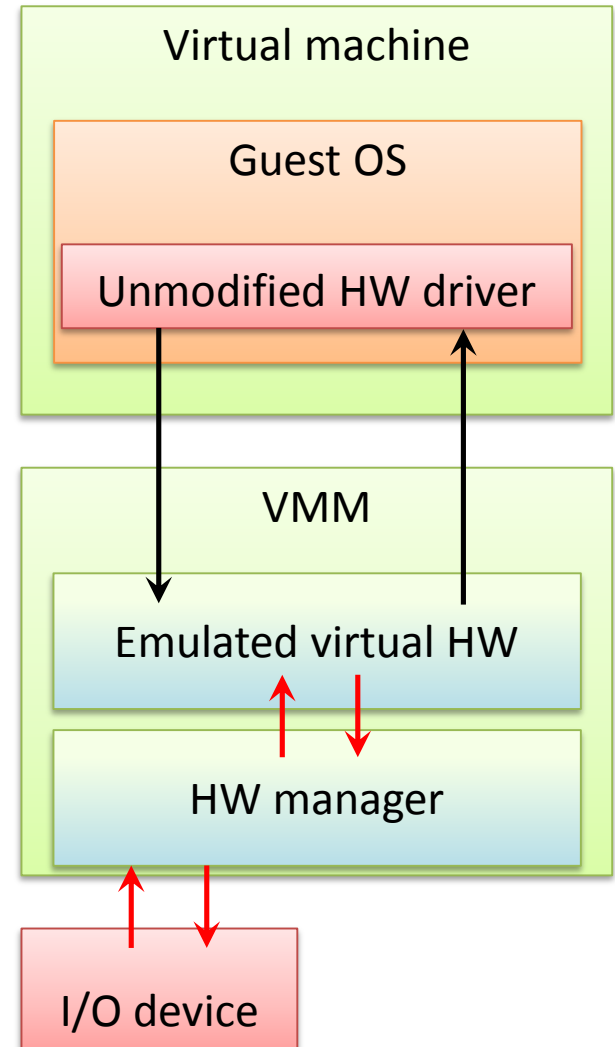 Virtual machine
Guest OS
Unmodified HW driver
VMM
Emulated virtual HW
HW manager
I/O device